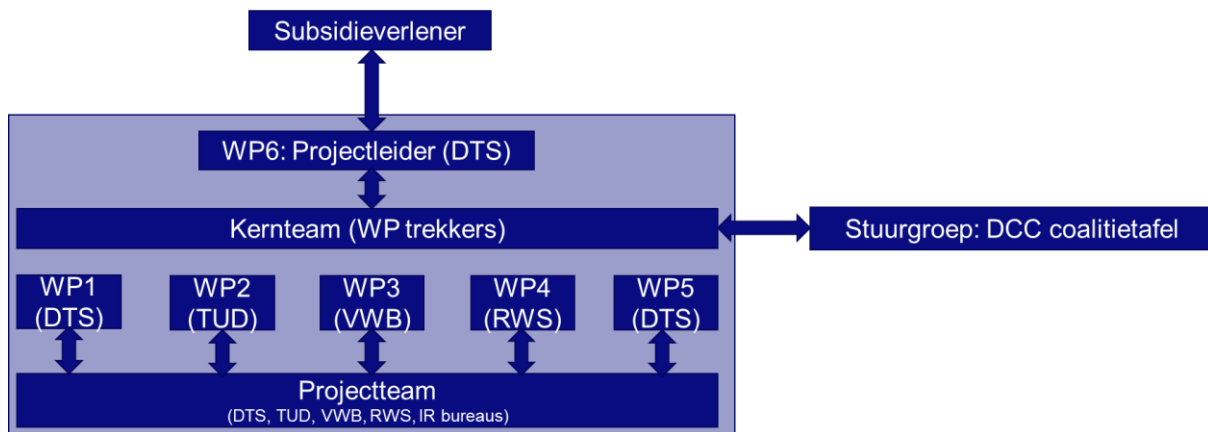 Subsidieverlener
WP6: Projectleider (DTS)
Kernteam (WP trekkers)
Stuurgroep: DCC coalitietafel
WP1
(DTS)
WP2
(TUD)
WP3
(VWB)
WP4
(RWS)
WP5
(DTS)
Projectteam
(DTS, TUD, VWB, RWS, IR bureaus)